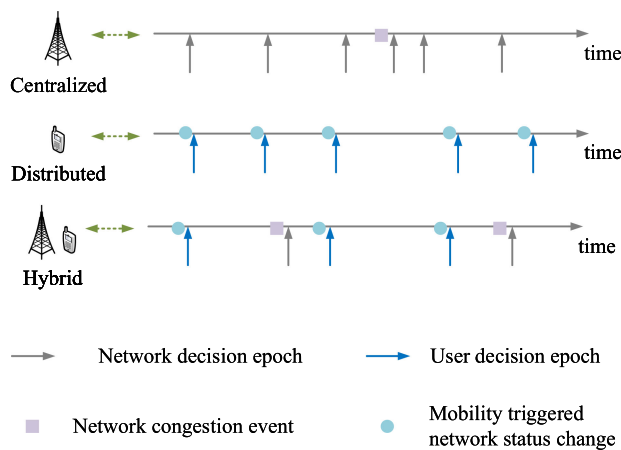 time
Centralized
time
Distributed
time
Hybrid
Network decision epoch
User decision epoch
Network congestion event
Mobility triggered
network status change